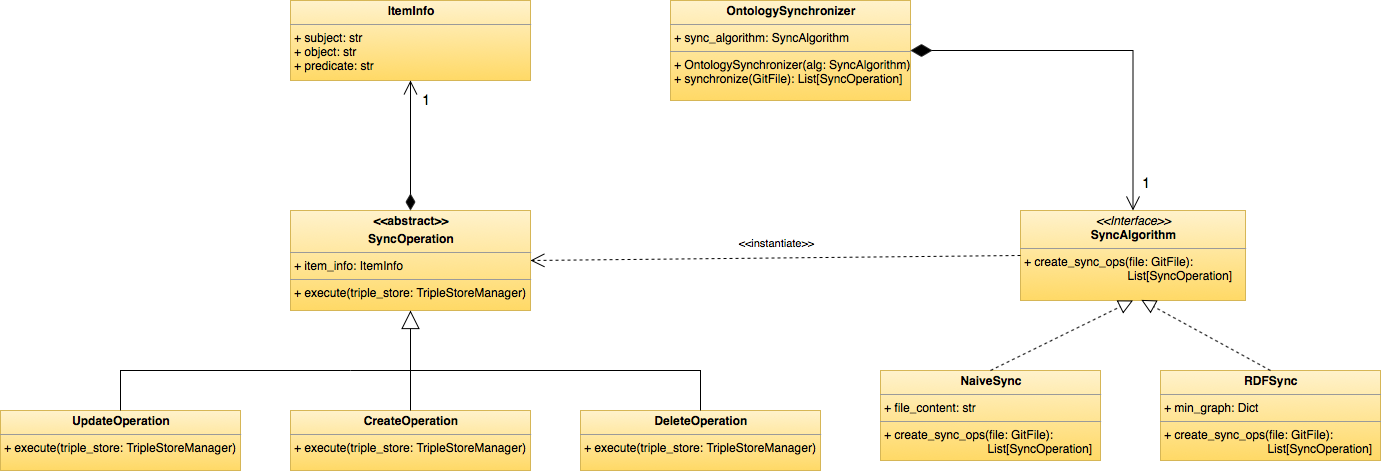 ItemInfo
+ subject: str
+ object: str
+ predicate: str
OntologySynchronizer
+ sync_algorithm: SyncAlgorithm
+ OntologySynchronizer(alg: SyncAlgorithm)
+ synchronize(GitFile): List[SyncOperation]
1
1
<<abstract>>
SyncOperation
+ item_info: ItemInfo
+ execute(triple_store: TripleStoreManager)
<<instantiate>>
<<Interface>>
SyncAlgorithm
+ create_sync_ops(file: GitFile):
List[SyncOperation]
UpdateOperation
+ execute(triple_store: TripleStoreManager)
CreateOperation
+ execute(triple_store: TripleStoreManager)
DeleteOperation
+ execute(triple_store: TripleStoreManager)
NaiveSync
+ file_content: str
+ create_sync_ops(file: GitFile):
List[SyncOperation]
RDFSync
+ min_graph: Dict
+ create_sync_ops(file: GitFile):
List[SyncOperation]